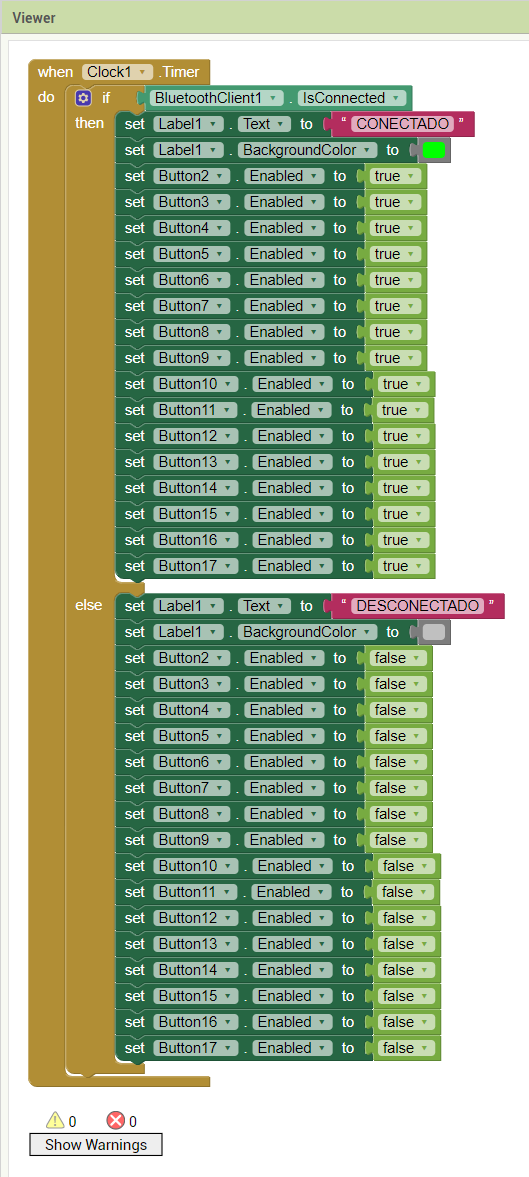 Viewer
when Clock1 .Timer
do if BluetoothClient1 . IsConnected
then set Label1 . Text to " CONECTADO "
set Label1 . BackgroundColor to
set Button2 . Enabled to true
set Button3 . Enabled to true
set Button4 . Enabled to true
set Button5 . Enabled to true
set Button6 . Enabled to true
set Button7 . Enabled to true
set Button8 . Enabled to true
set Button9 . Enabled to true
set Button10 . Enabled to true
set Button11 . Enabled to true
set Button12 . Enabled to true
set Button13 . Enabled to true
set Button14 . Enabled to true
set Button15 . Enabled to true
set Button16 . Enabled to true
set Button17 . Enabled to true
else set Label1 . Text to " DESCONECTADO "
set Label1 . BackgroundColor to
set Button2 . Enabled to false
set Button3 . Enabled to false
set Button4 . Enabled to false
set Button5 . Enabled to false
set Button6 . Enabled to false
set Button7 . Enabled to false
set Button8 . Enabled to false
set Button9 . Enabled to false
set Button10 . Enabled to false
set Button11 . Enabled to false
set Button12 . Enabled to false
set Button13 . Enabled to false
set Button14 . Enabled to false
set Button15 . Enabled to false
set Button16 . Enabled to false
set Button17 . Enabled to false
0 0
Show Warnings